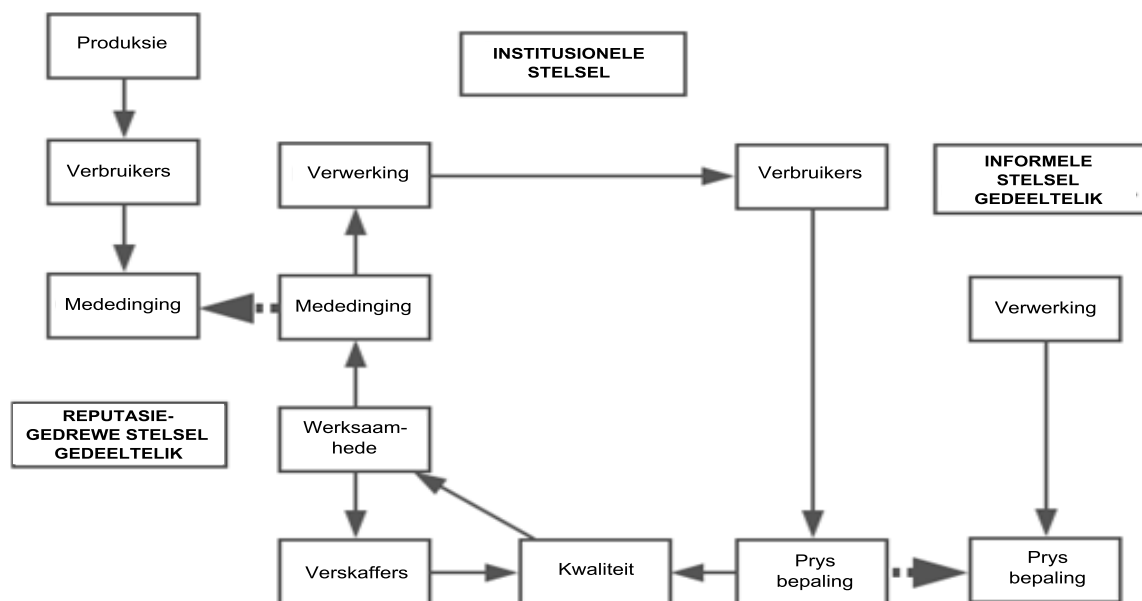 Produksie
INSTITUSIONELE
STELSEL
Verbruikers
Verwerking
Verbruikers
INFORMELE
STELSEL
GEDEELTELIK
Mededinging
Mededinging
Verwerking
REPUTASIE-
GEDREWE STELSEL
GEDEELTELIK
Werksaam-
hede
Verskaffers
Kwaliteit
Prys
bepaling
Prys
bepaling